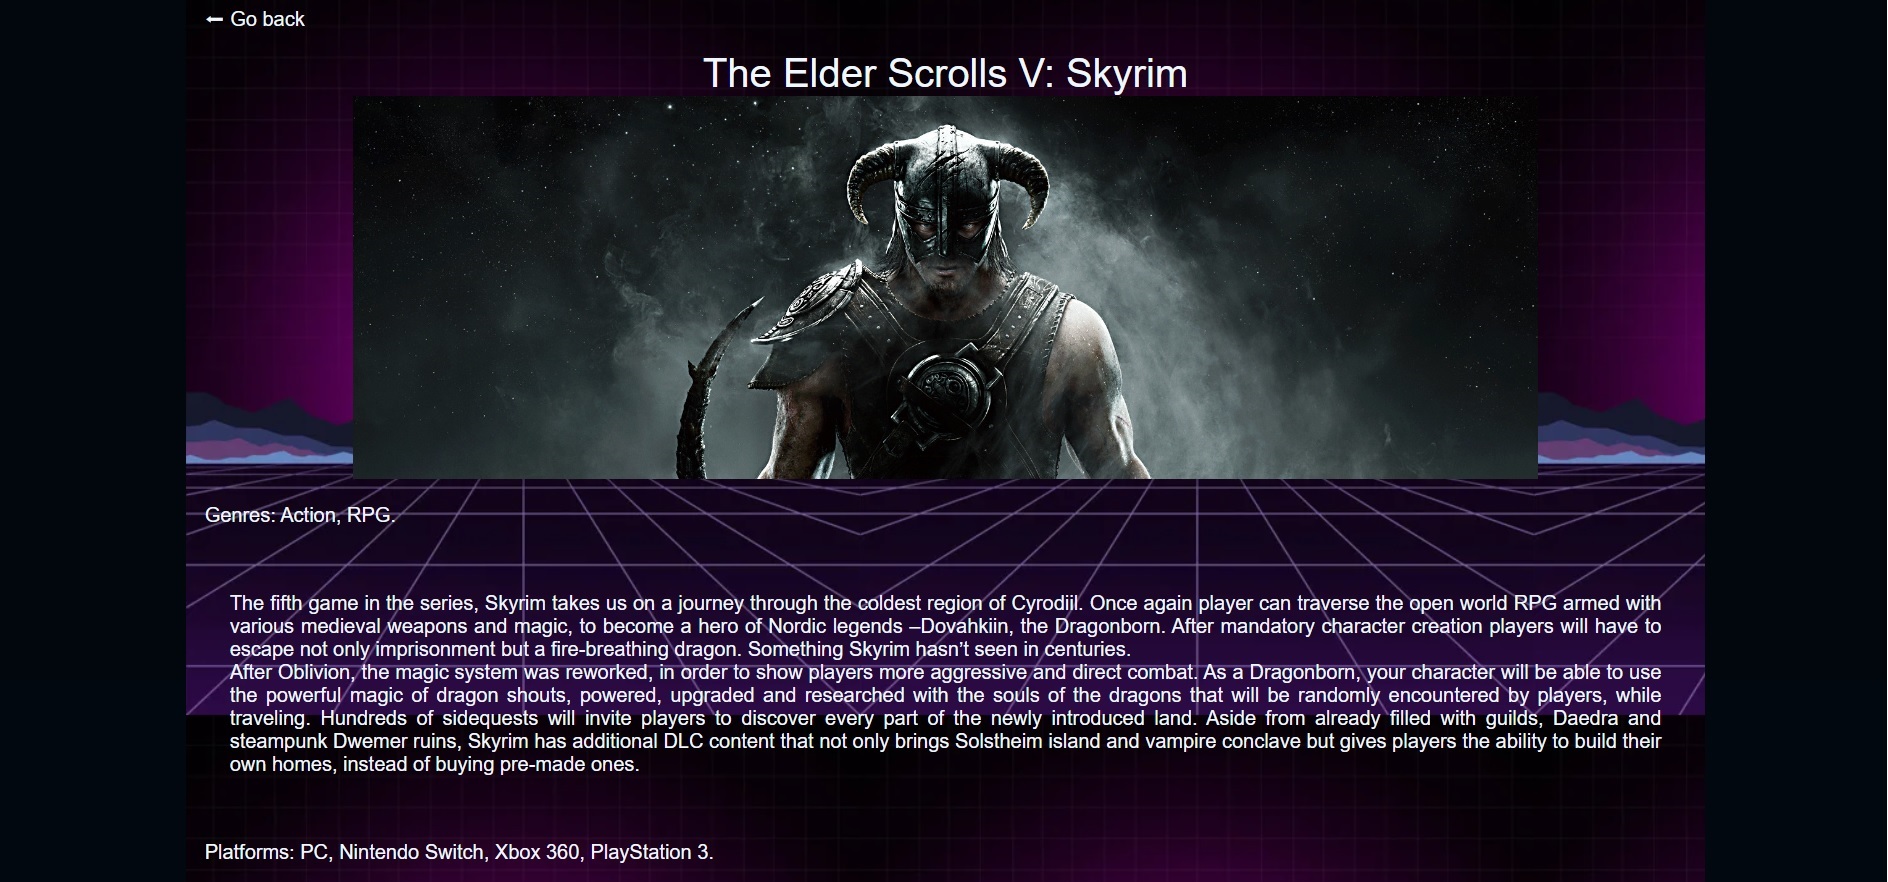 ⬅ Go back
The Elder Scrolls V: Skyrim
Genres: Action, RPG.
The fifth game in the series, Skyrim takes us on a journey through the coldest region of Cyrodiil. Once again player can traverse the open world RPG armed with
various medieval weapons and magic, to become a hero of Nordic legends –Dovahkiin, the Dragonborn. After mandatory character creation players will have to
escape not only imprisonment but a fire-breathing dragon. Something Skyrim hasn’t seen in centuries.
After Oblivion, the magic system was reworked, in order to show players more aggressive and direct combat. As a Dragonborn, your character will be able to use
the powerful magic of dragon shouts, powered, upgraded and researched with the souls of the dragons that will be randomly encountered by players, while
traveling. Hundreds of sidequests will invite players to discover every part of the newly introduced land. Aside from already filled with guilds, Daedra and
steampunk Dwemer ruins, Skyrim has additional DLC content that not only brings Solstheim island and vampire conclave but gives players the ability to build their
own homes, instead of buying pre-made ones.
Platforms: PC, Nintendo Switch, Xbox 360, PlayStation 3.